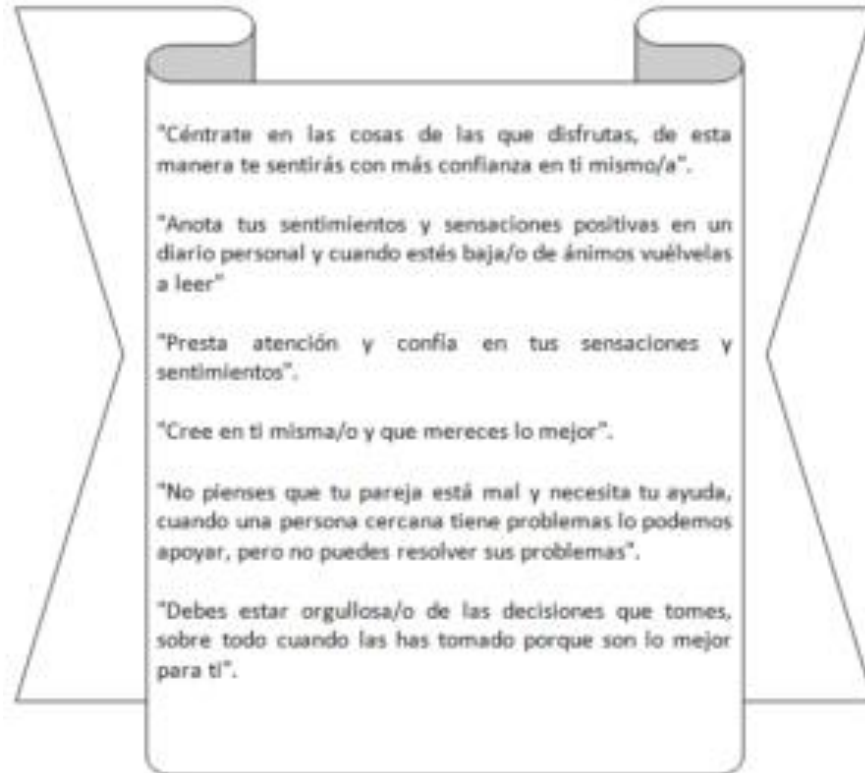 "Céntrate en las cosas de las que disfrutas, de esta
manera te sentirás con más confianza en ti mismo/a".
"Anota tus sentimientos y sensaciones positivas en un
diario personal y cuando estés baja/o de ánimos vuélvelas
a leer"
"Presta atención y confía en tus sensaciones y
sentimientos".
"Cree en ti misma/o y que mereces lo mejor".
"No pienses que tu pareja está mal y necesita tu ayuda,
cuando una persona cercana tiene problemas lo podemos
apoyar, pero no puedes resolver sus problemas".
"Debes estar orgullosa/o de las decisiones que tomes,
sobre todo cuando las has tomado porque son lo mejor
para ti".